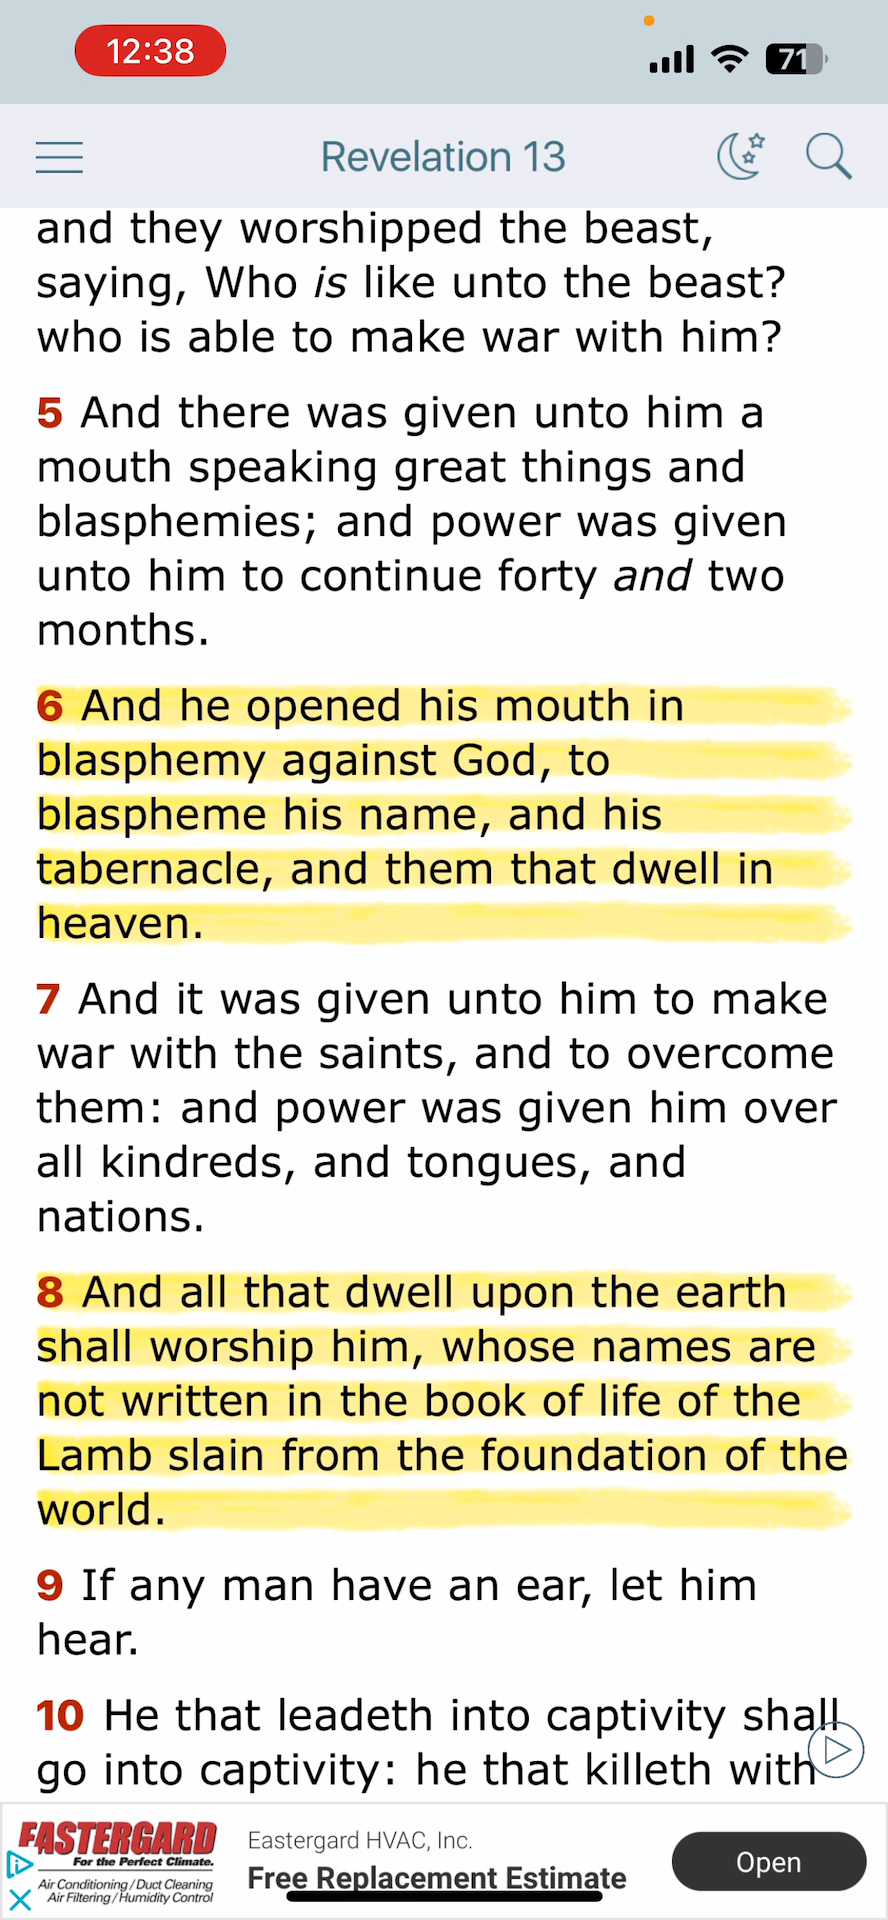 12:38
71
Revelation 13
and they worshipped the beast,
saying, Who is like unto the beast?
who is able to make war with him?
5 And there was given unto him a
mouth speaking great things and
blasphemies; and power was given
unto him to continue forty and two
months.
6 And he opened his mouth in
blasphemy against God, to
blaspheme his name, and his
tabernacle, and them that dwell in
heaven.
7 And it was given unto him to make
war with the saints, and to overcome
them: and power was given him over
all kindreds, and tongues, and
nations.
8 And all that dwell upon the earth
shall worship him, whose names are
not written in the book of life of the
Lamb slain from the foundation of the
world.
9 If any man have an ear, let him
hear.
10 He that leadeth into captivity shall
go into captivity: he that killeth with
EASTERGARD
For the Perfect Climate.
Air Conditioning/Duct Cleaning
Air Filtering/Humidity Control
Eastergard HVAC, Inc.
Free Replacement Estimate
Open